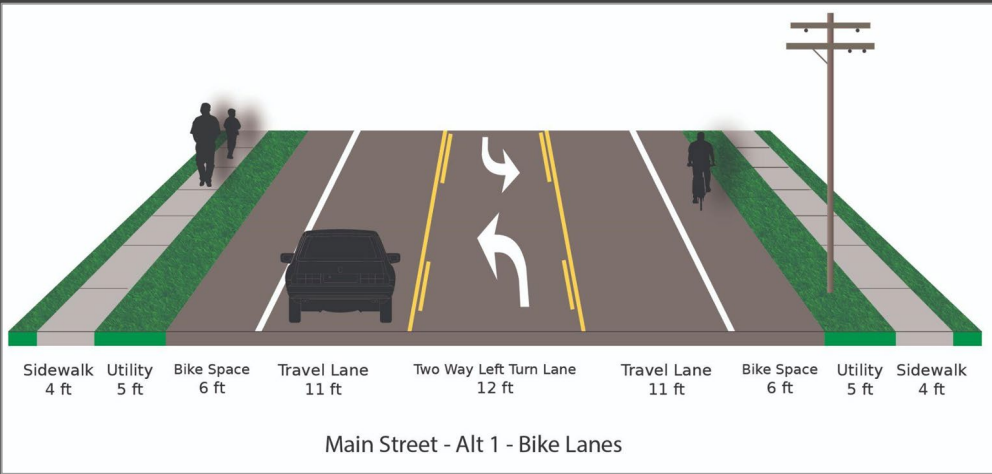 Sidewalk Utility Bike Space Travel Lane Two Way Left Turn Lane Travel Lane Bike Space Utility Sidewalk
4 ft 5 ft 6 ft 11 ft 12 ft 11 ft 6 ft 5 ft 4 ft
Main Street - Alt 1 - Bike Lanes